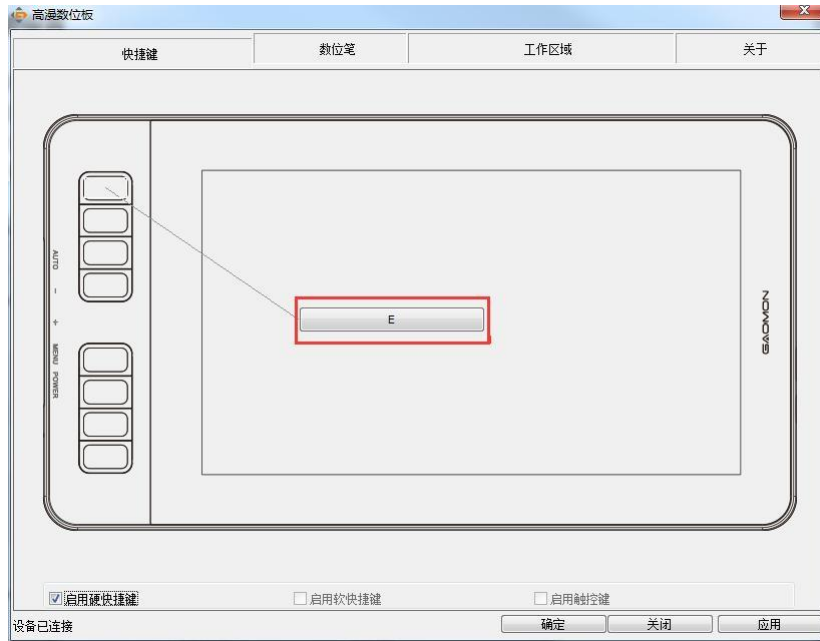 高漫数位板
快捷键
数位笔
工作区域
关于
AUTO
-
+
MENU
POWER
E
GAOMON
启用硬快捷键
启用软快捷键
启用触控键
设备已连接
确定
关闭
应用